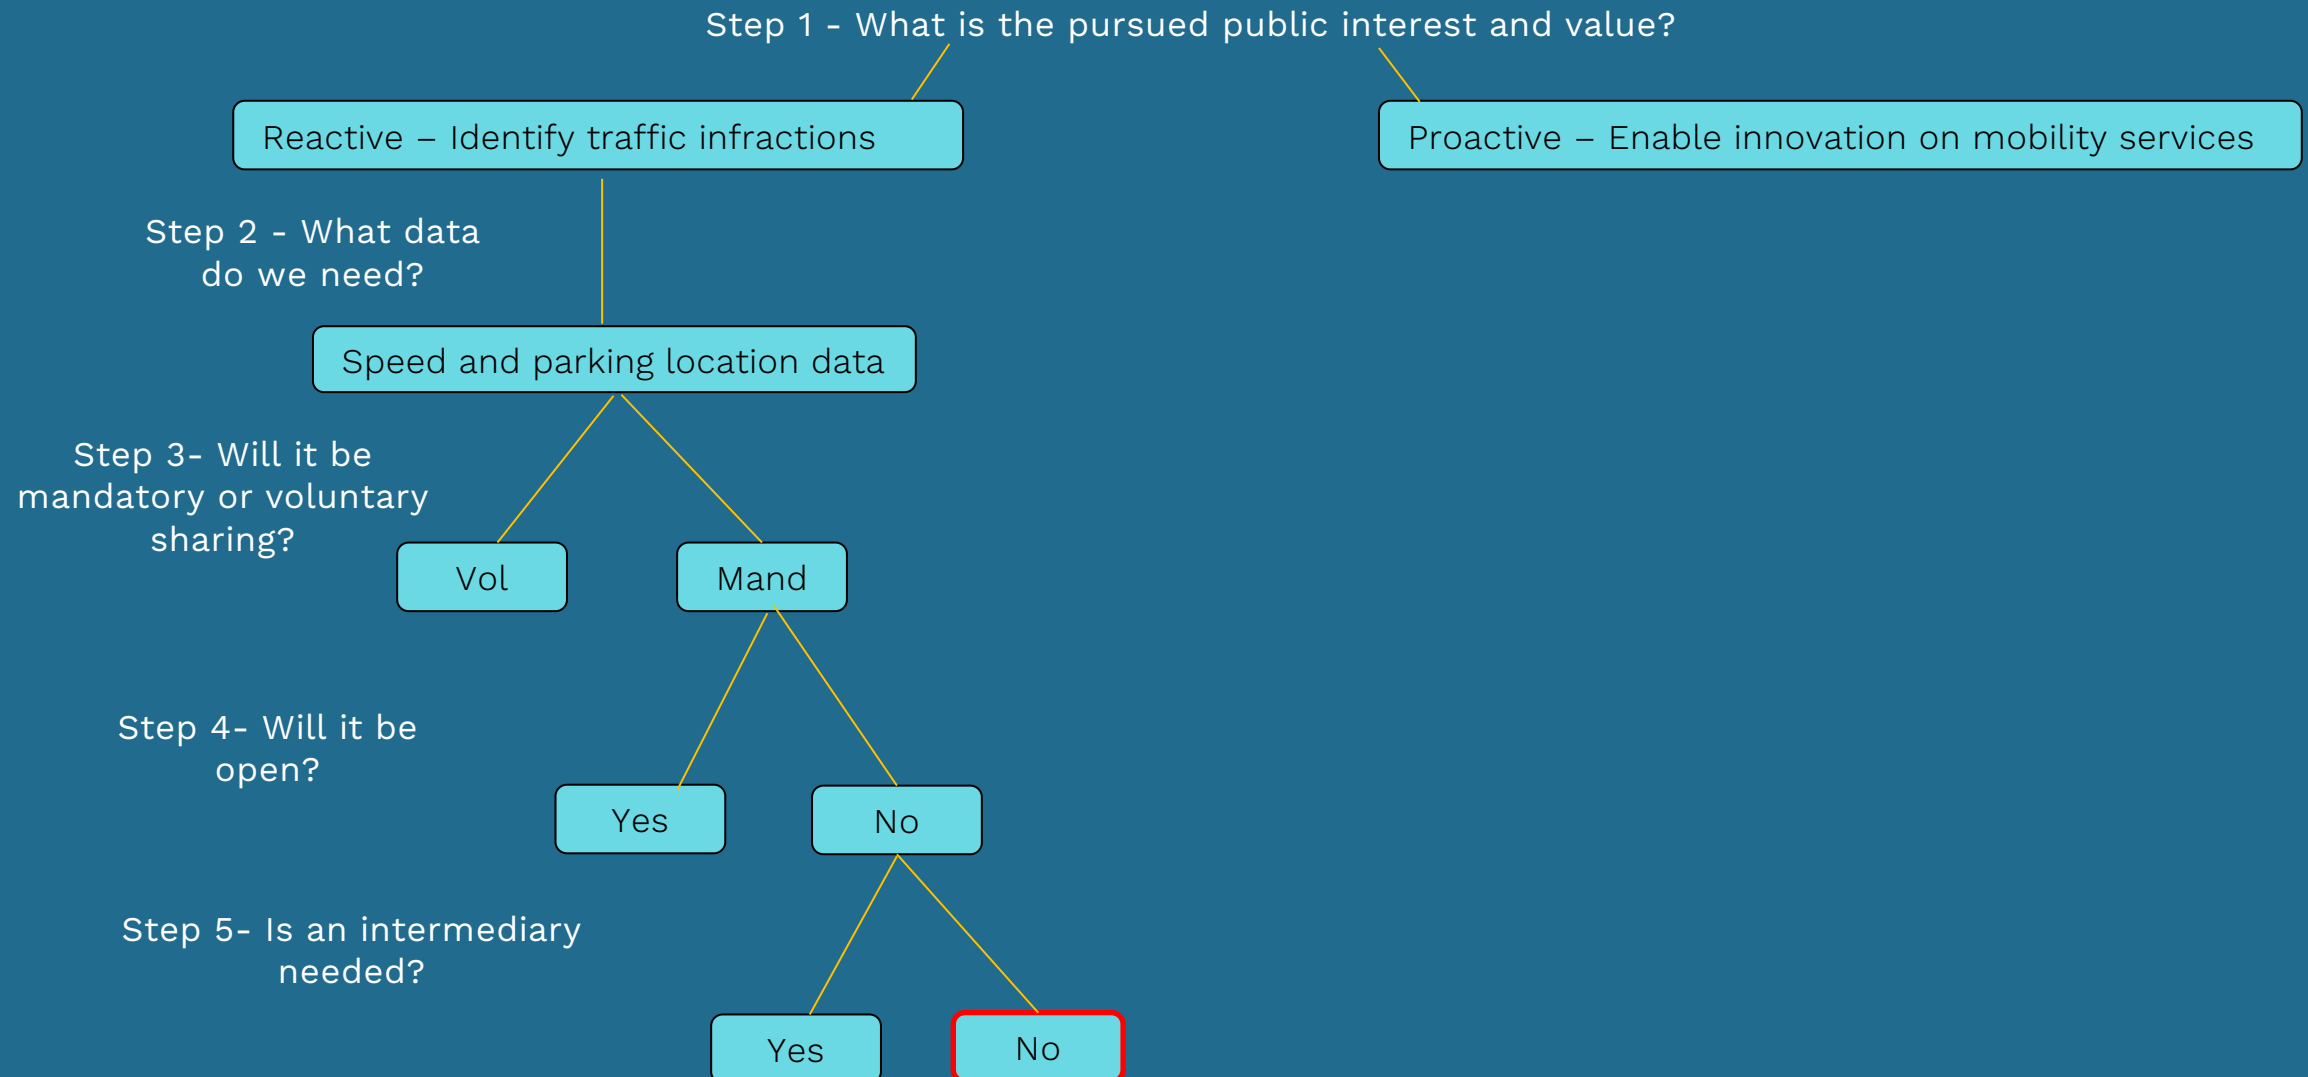 Step 1 - What is the pursued public interest and value?
Reactive – Identify traffic infractions
Proactive – Enable innovation on mobility services
Step 2 - What data
do we need?
Speed and parking location data
Step 3- Will it be
mandatory or voluntary
sharing?
Vol
Mand
Step 4- Will it be
open?
Yes
No
Step 5- Is an intermediary
needed?
Yes
No